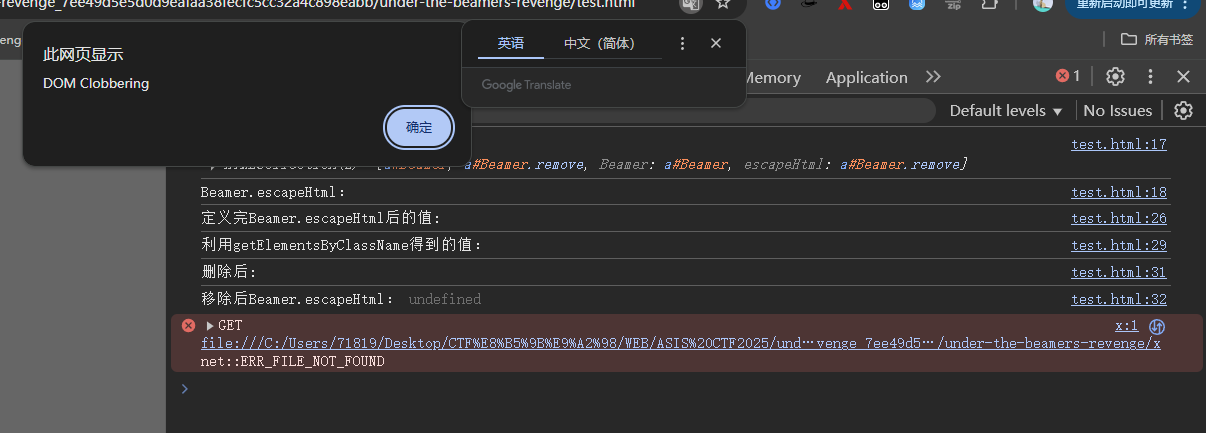 -revenge_7ee49d5e5d0d9eafaa38fecfc5cc32a4c898eabb/under-the-beamers-revenge/test.html
重新启动即可更新
所有书签
此网页显示
DOM Clobbering
确定
英语 中文（简体）
Google Translate
Memory Application 1
Default levels No Issues
test.html:17
a#Beamer.remove, Beamer: a#Beamer, escapeHtml: a#Beamer.remove]
Beamer.escapeHtml: test.html:18
定义完Beamer.escapeHtml后的值: test.html:26
利用getElementsByClassName得到的值: test.html:29
删除后: test.html:31
移除后Beamer.escapeHtml: undefined test.html:32
GET x:1
file:///C:/Users/71819/Desktop/CTF%E8%B5%9B%E9%A2%98/WEB/ASIS%20CTF2025/und…venge_7ee49d5…/under-the-beamers-revenge/x
net::ERR_FILE_NOT_FOUND